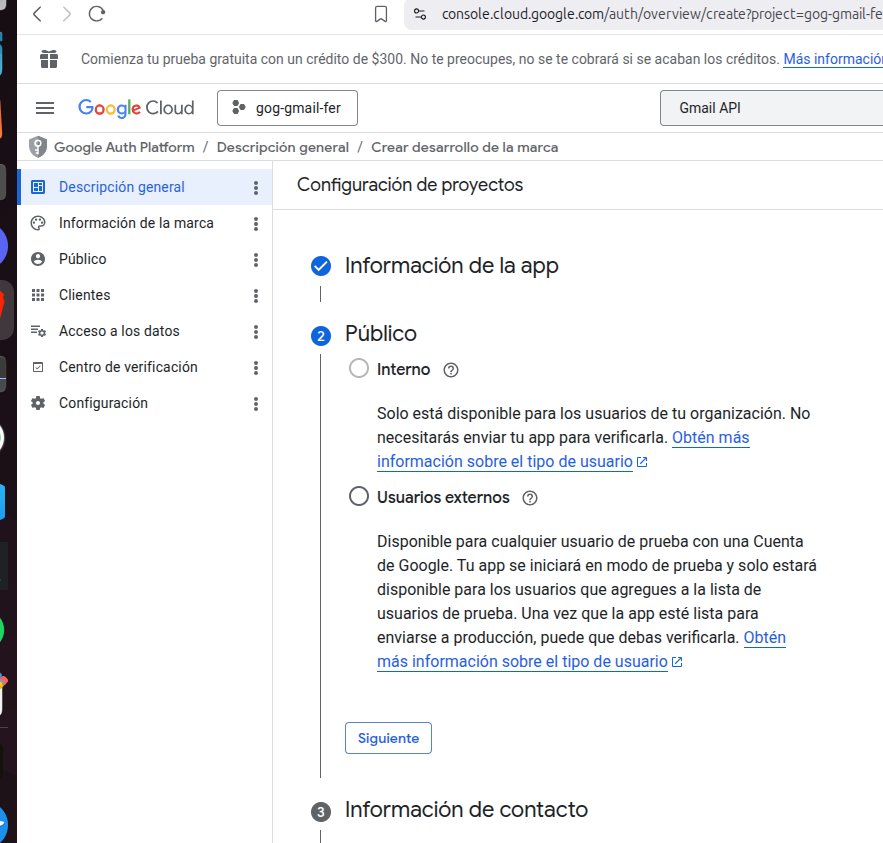 console.cloud.google.com/auth/overview/create?project=gog-gmail-fe
Comienza tu prueba gratuita con un crédito de $300. No te preocupes, no se te cobrará si se acaban los créditos. Más informació
Google Cloud
gog-gmail-fer
Gmail API
Google Auth Platform / Descripción general / Crear desarrollo de la marca
Descripción general
Información de la marca
Público
Clientes
Acceso a los datos
Centro de verificación
Configuración
Configuración de proyectos
Información de la app
2 Público
Interno
Solo está disponible para los usuarios de tu organización. No
necesitarás enviar tu app para verificarla. Obtén más
información sobre el tipo de usuario
Usuarios externos
Disponible para cualquier usuario de prueba con una Cuenta
de Google. Tu app se iniciará en modo de prueba y solo estará
disponible para los usuarios que agregues a la lista de
usuarios de prueba. Una vez que la app esté lista para
enviarse a producción, puede que debas verificarla. Obtén
más información sobre el tipo de usuario
Siguiente
3 Información de contacto